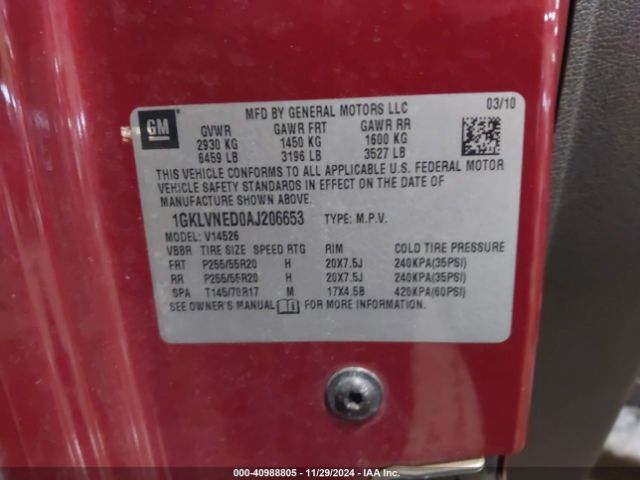 MFD BY GENERAL MOTORS LLC 03/10
GM
GVWR GAWR FRT GAWR RR
2930 KG 1450 KG 1600 KG
6459 LB 3196 LB 3527 LB
THIS VEHICLE CONFORMS TO ALL APPLICABLE U.S. FEDERAL MOTOR
VEHICLE SAFETY STANDARDS IN EFFECT ON THE DATE OF
MANUFACTURE SHOWN ABOVE.
1GKLVNED0AJ206653 TYPE: M.P.V.
MODEL: V14526
VBBR TIRE SIZE SPEED RTG RIM COLD TIRE PRESSURE
FRT P255/55R20 H 20X7.5J 240KPA(35PSI)
RR P255/55R20 H 20X7.5J 240KPA(35PSI)
SPA T145/70R17 M 17X4.5B 420KPA(60PSI)
SEE OWNER'S MANUAL FOR MORE INFORMATION.
000-40988805 - 11/29/2024 - IAA Inc.